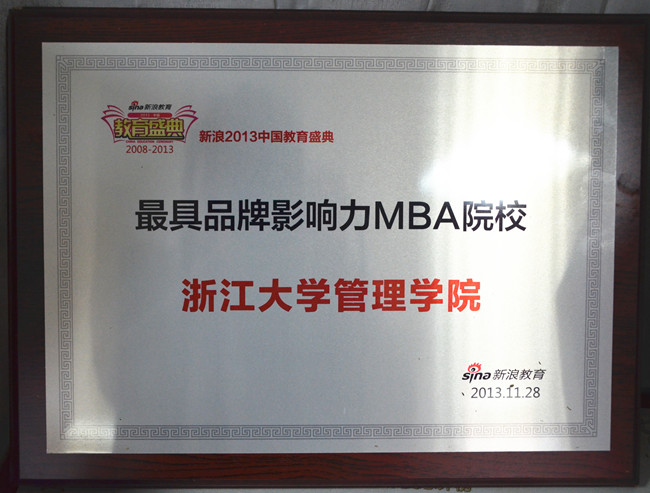 sina新浪教育
教育盛典
2008-2013
新浪2013中国教育盛典
最具品牌影响力MBA院校
浙江大学管理学院
sina新浪教育
2013.11.28